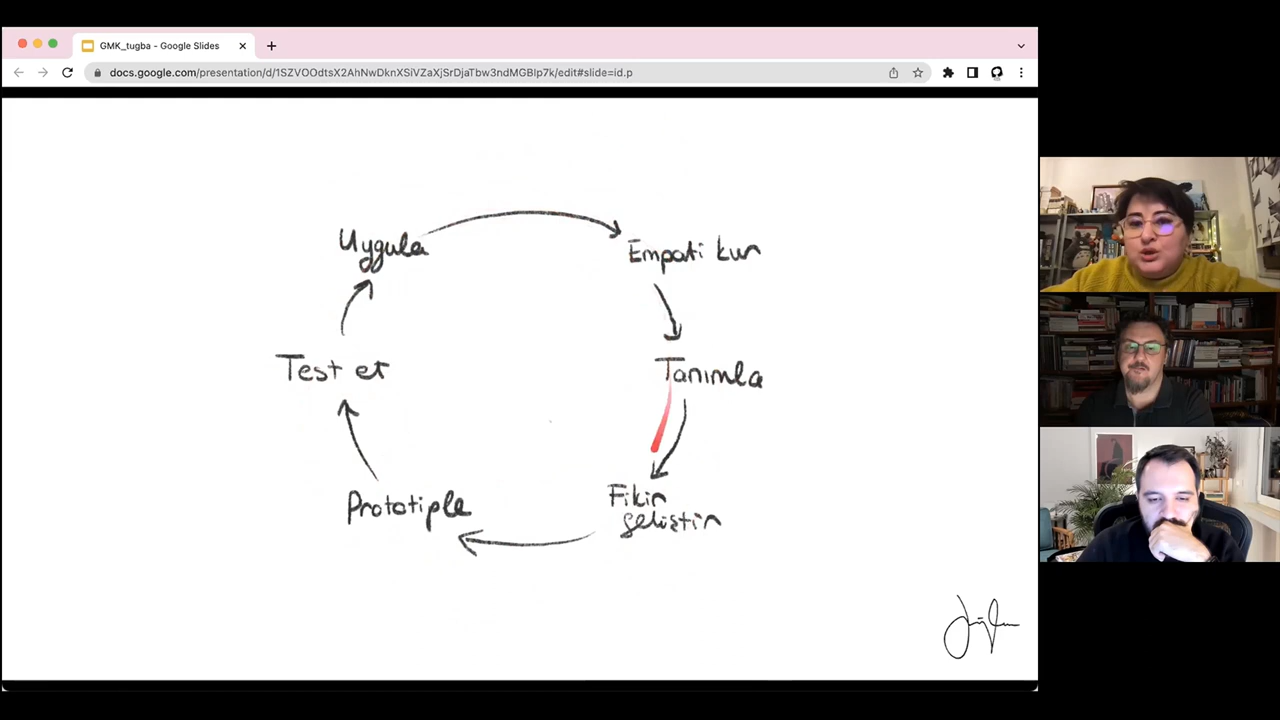 GMK_tugba - Google Slides
docs.google.com/presentation/d/1SZVOOdtsX2AhNwDknXSiVZaXjSrDjaTbw3ndMGBlp7k/edit#slide=id.p
Uygula
Empati kur
Test et
Tanımla
Prototiple
Fikir
geliştir